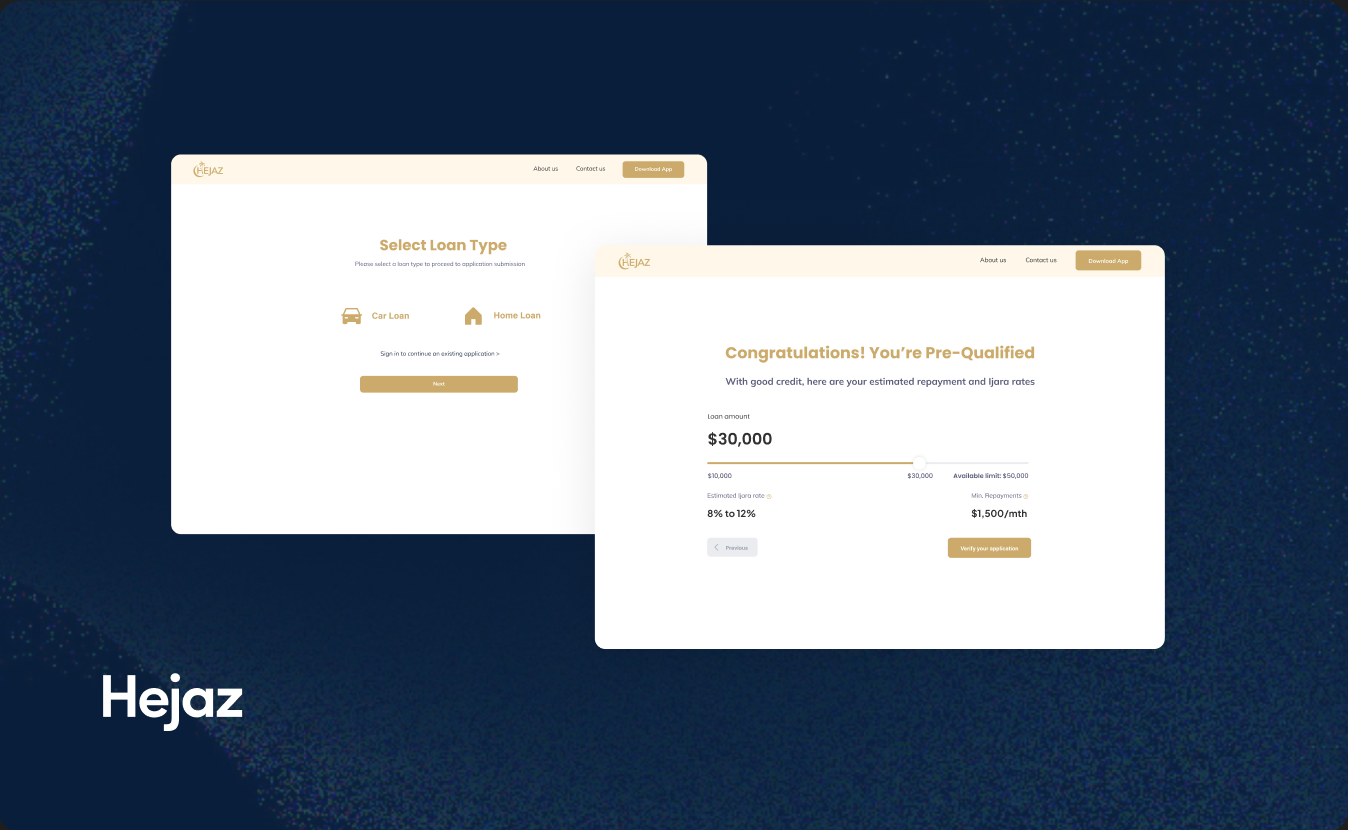 HEJAZ
About us
Contact us
Download App
Select Loan Type
Please select a loan type to proceed to application submission
Car Loan
Home Loan
Sign in to continue an existing application >
Next
HEJAZ
About us
Contact us
Download App
Congratulations! You’re Pre-Qualified
With good credit, here are your estimated repayment and Ijara rates
Loan amount
$30,000
$10,000
$30,000
Available limit: $50,000
Estimated Ijara rate
Min. Repayments
8% to 12%
$1,500/mth
Previous
Verify your application
Hejaz